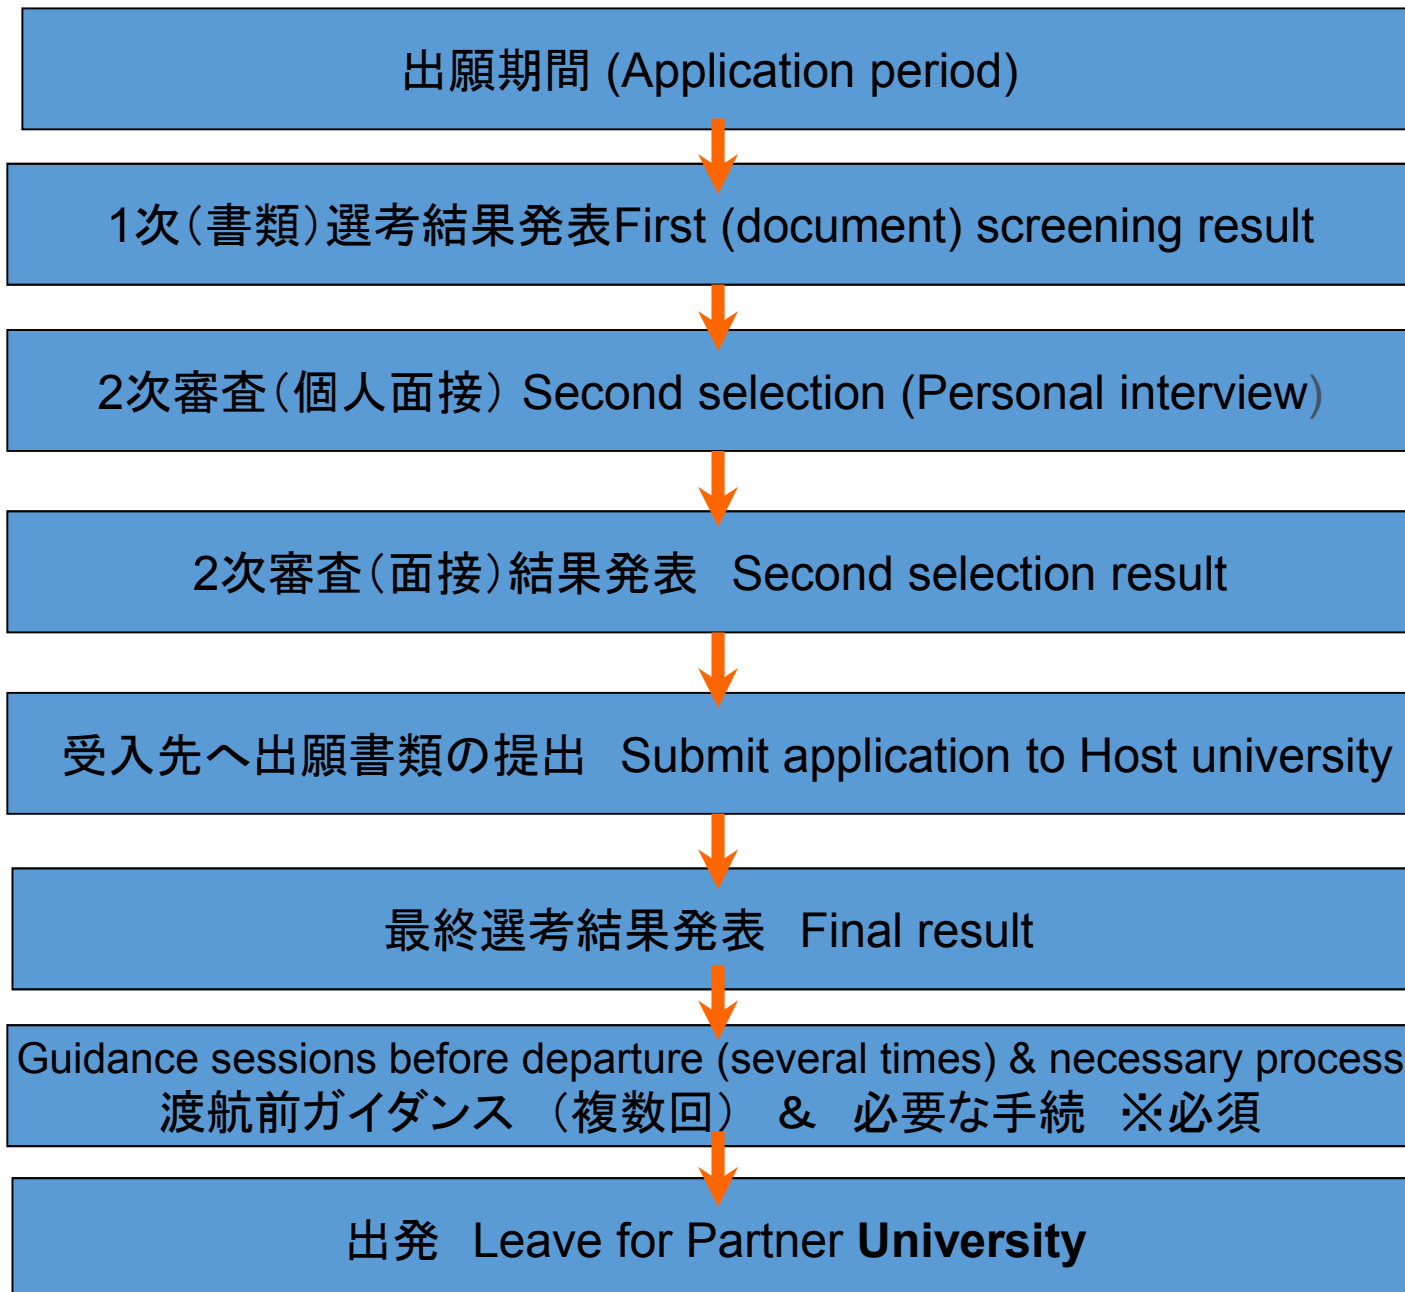 出願期間 (Application period)
1次（書類）選考結果発表First (document) screening result
2次審査（個人面接） Second selection (Personal interview)
2次審査（面接）結果発表　Second selection result
受入先へ出願書類の提出　Submit application to Host university
最終選考結果発表　Final result
Guidance sessions before departure (several times) & necessary process
渡航前ガイダンス　（複数回）　&　必要な手続　※必須
出発　Leave for Partner University